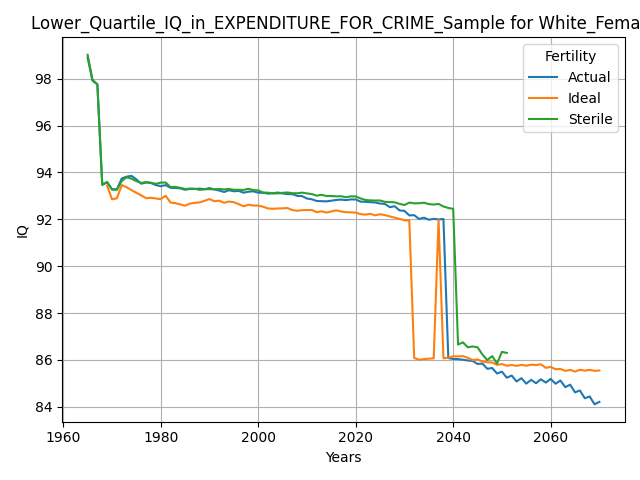 Lower_Quartile_IQ_in_EXPENDITURE_FOR_CRIME_Sample for White_Fema
Fertility
Actual
Ideal
Sterile
IQ
98
96
94
92
90
88
86
84
1960
1980
2000
2020
2040
2060
Years